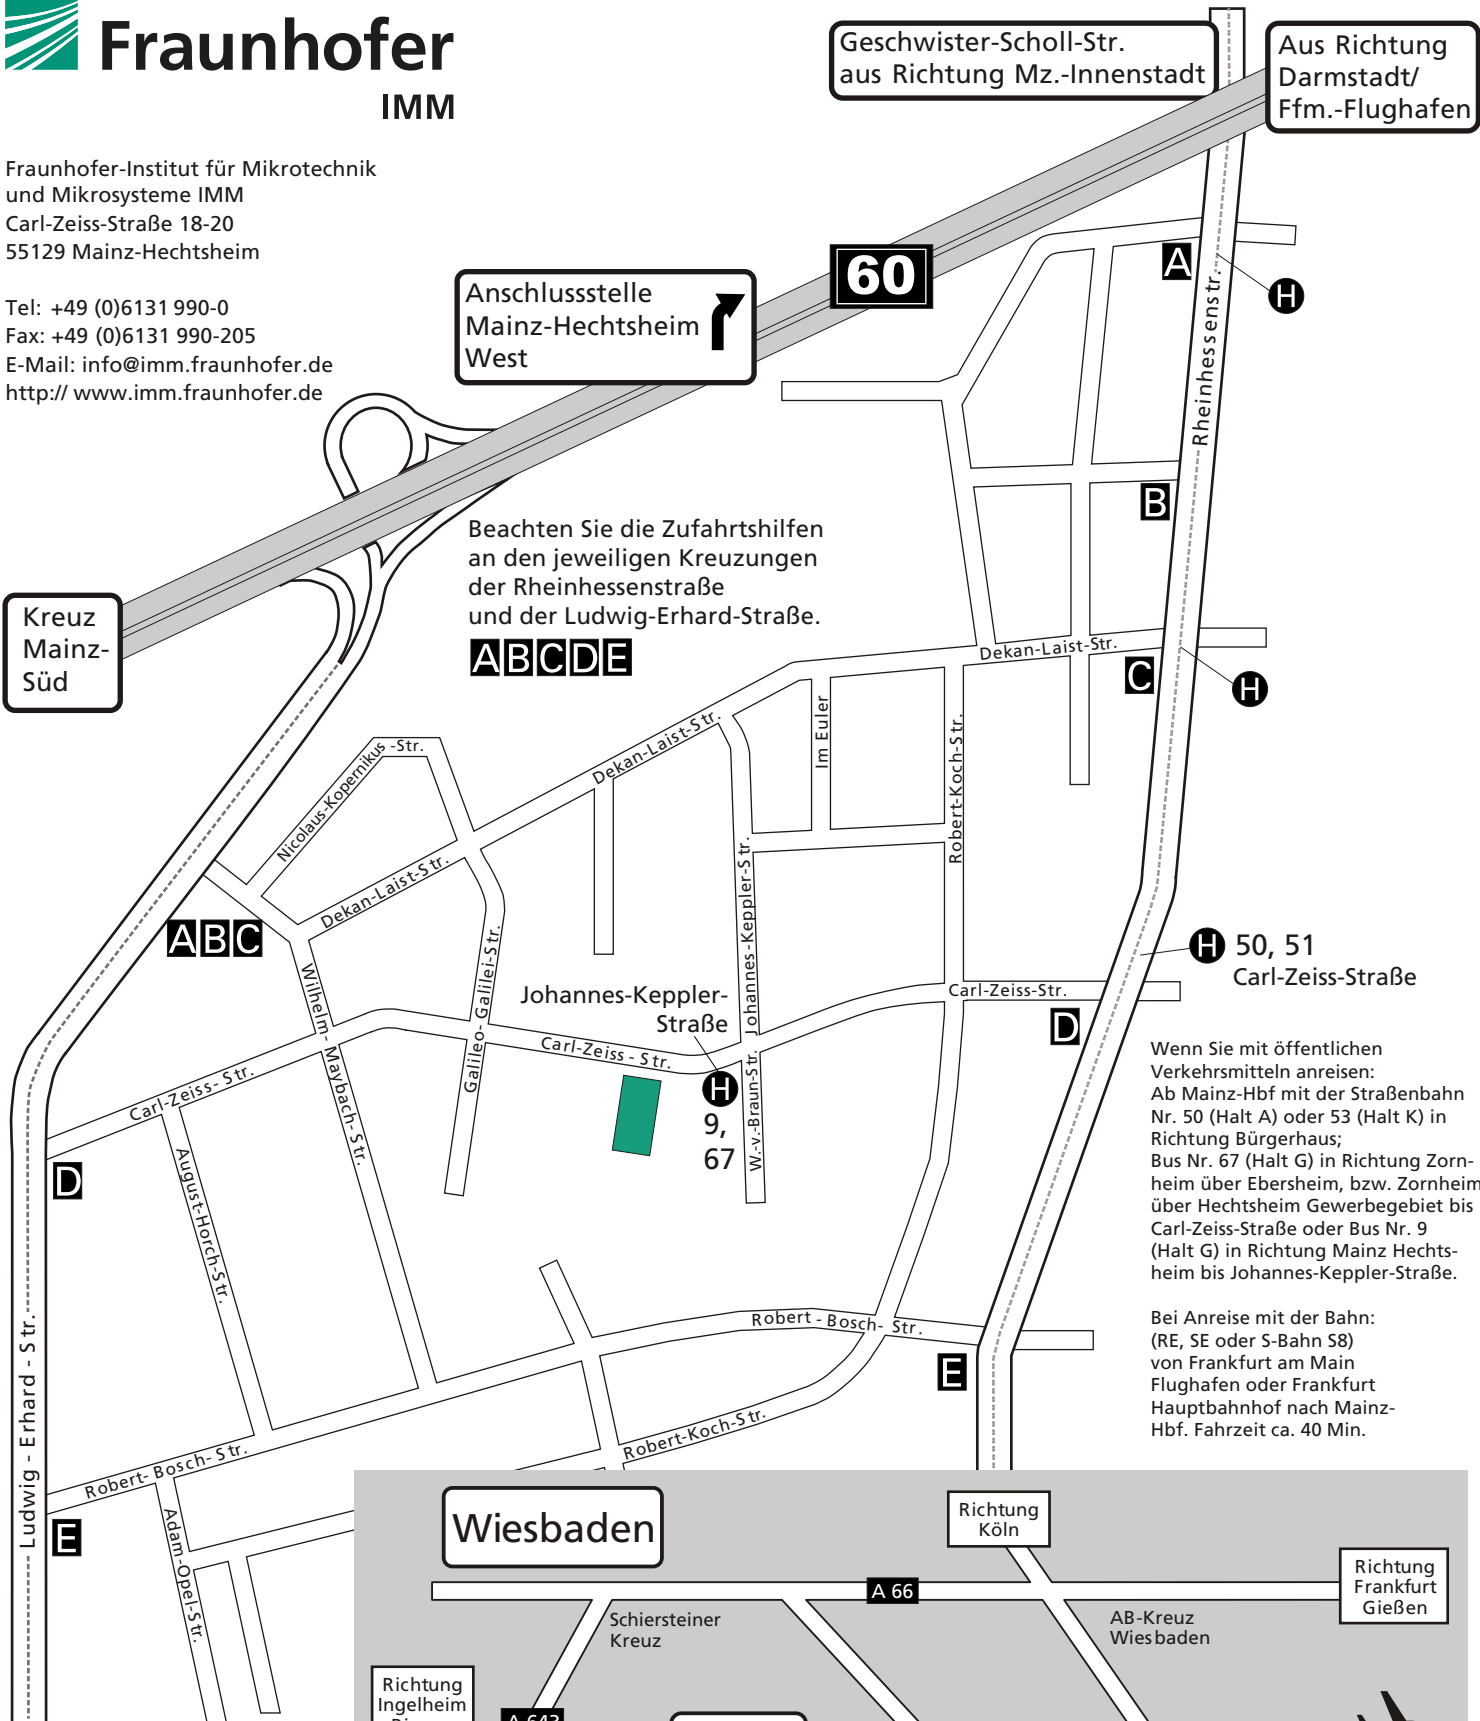 Fraunhofer
IMM
Fraunhofer-Institut für Mikrotechnik
und Mikrosysteme IMM
Carl-Zeiss-Straße 18-20
55129 Mainz-Hechtsheim
Tel: +49 (0)6131 990-0
Fax: +49 (0)6131 990-205
E-Mail: info@imm.fraunhofer.de
http:// www.imm.fraunhofer.de
Geschwister-Scholl-Str.
aus Richtung Mz.-Innenstadt
Aus Richtung
Darmstadt/
Ffm.-Flughafen
60
Anschlussstelle
Mainz-Hechtsheim
West
A
H
Rheinhessenstr.
B
Beachten Sie die Zufahrtshilfen
an den jeweiligen Kreuzungen
der Rheinhessenstraße
und der Ludwig-Erhard-Straße.
ABCDE
Kreuz
Mainz-
Süd
Dekan-Laist-Str.
C
H
Dekan-Laist-Str.
Im Euler
Robert-Koch-Str.
Nicolaus-Kopernikus -Str.
Dekan-Laist-Str.
ABC
Johannes-Keppler-Str.
Wilhelm- Maybach-Str.
Galileo- Galilei-Str.
H 50, 51
Carl-Zeiss-Straße
Johannes-Keppler-
Straße
Carl-Zeiss-Str.
D
Carl-Zeiss - Str.
H
9,
67
W.-v.-Braun-Str.
Carl-Zeiss- Str.
D
August-Horch-Str.
Wenn Sie mit öffentlichen
Verkehrsmitteln anreisen:
Ab Mainz-Hbf mit der Straßenbahn
Nr. 50 (Halt A) oder 53 (Halt K) in
Richtung Bürgerhaus;
Bus Nr. 67 (Halt G) in Richtung Zorn-
heim über Ebersheim, bzw. Zornheim
über Hechtsheim Gewerbegebiet bis
Carl-Zeiss-Straße oder Bus Nr. 9
(Halt G) in Richtung Mainz Hechts-
heim bis Johannes-Keppler-Straße.
Bei Anreise mit der Bahn:
(RE, SE oder S-Bahn S8)
von Frankfurt am Main
Flughafen oder Frankfurt
Hauptbahnhof nach Mainz-
Hbf. Fahrzeit ca. 40 Min.
Robert - Bosch- Str.
E
Ludwig - Erhard - Str.
Robert-Koch-Str.
Robert- Bosch-Str.
E
Adam-Opel-Str.
Wiesbaden
Richtung
Köln
A 66
Richtung
Frankfurt
Gießen
Schiersteiner
Kreuz
AB-Kreuz
Wiesbaden
Richtung
Ingelheim
A 643